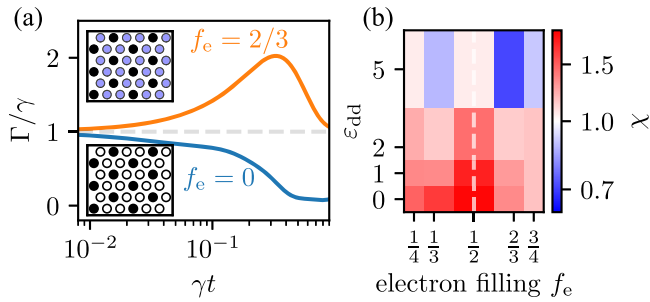 (a)
f_e = 2/3
f_e = 0
2
1
0
Γ/γ
10^{-2}
10^{-1}
γt
(b)
5
2
1
0
ε_dd
1/4
1/3
1/2
2/3
3/4
electron filling f_e
1.5
1.0
0.7
χ